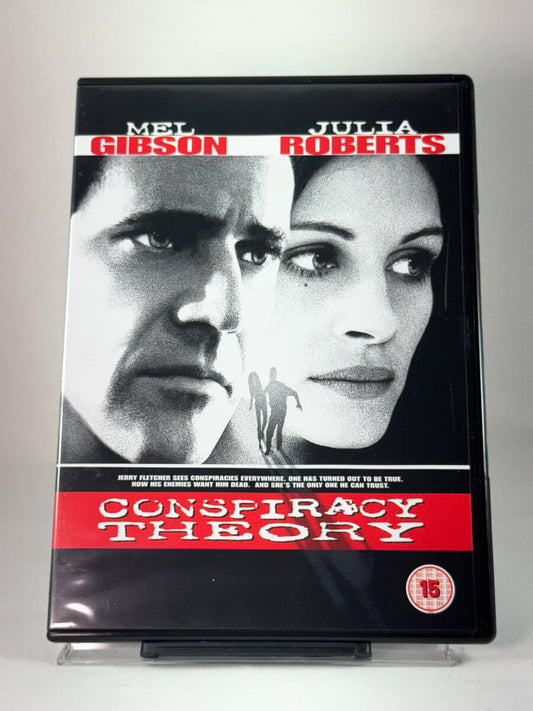 MEL JULIA
GIBSON ROBERTS
JERRY FLETCHER SEES CONSPIRACIES EVERYWHERE. ONE HAS TURNED OUT TO BE TRUE.
NOW HIS ENEMIES WANT HIM DEAD. AND SHE'S THE ONLY ONE HE CAN TRUST.
CONSPIRACY
THEORY
15